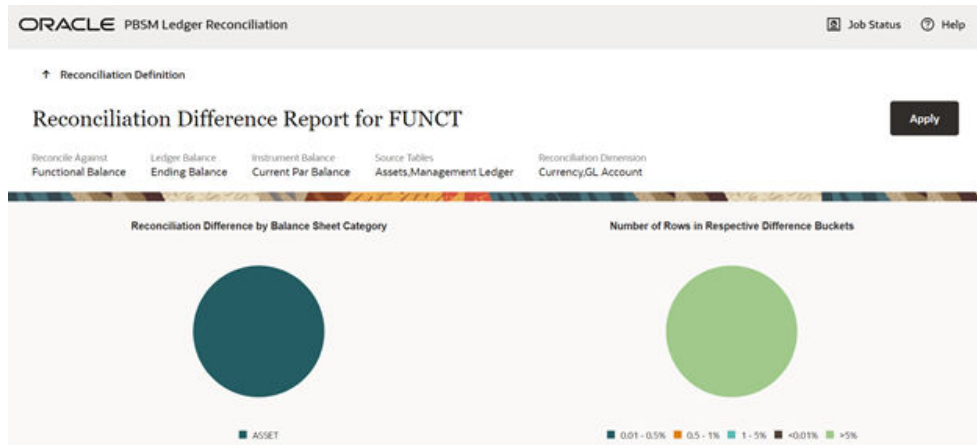 ORACLE PBSM Ledger Reconciliation Job Status Help
Reconciliation Definition
Reconciliation Difference Report for FUNCT Apply
Reconcile Against Ledger Balance Instrument Balance Source Tables Reconciliation Dimension
Functional Balance Ending Balance Current Par Balance Assets,Management Ledger Currency,GL Account
Reconciliation Difference by Balance Sheet Category Number of Rows in Respective Difference Buckets
ASSET 0.01 - 0.5% 0.5 - 1% 1 - 5% <0.01% >5%